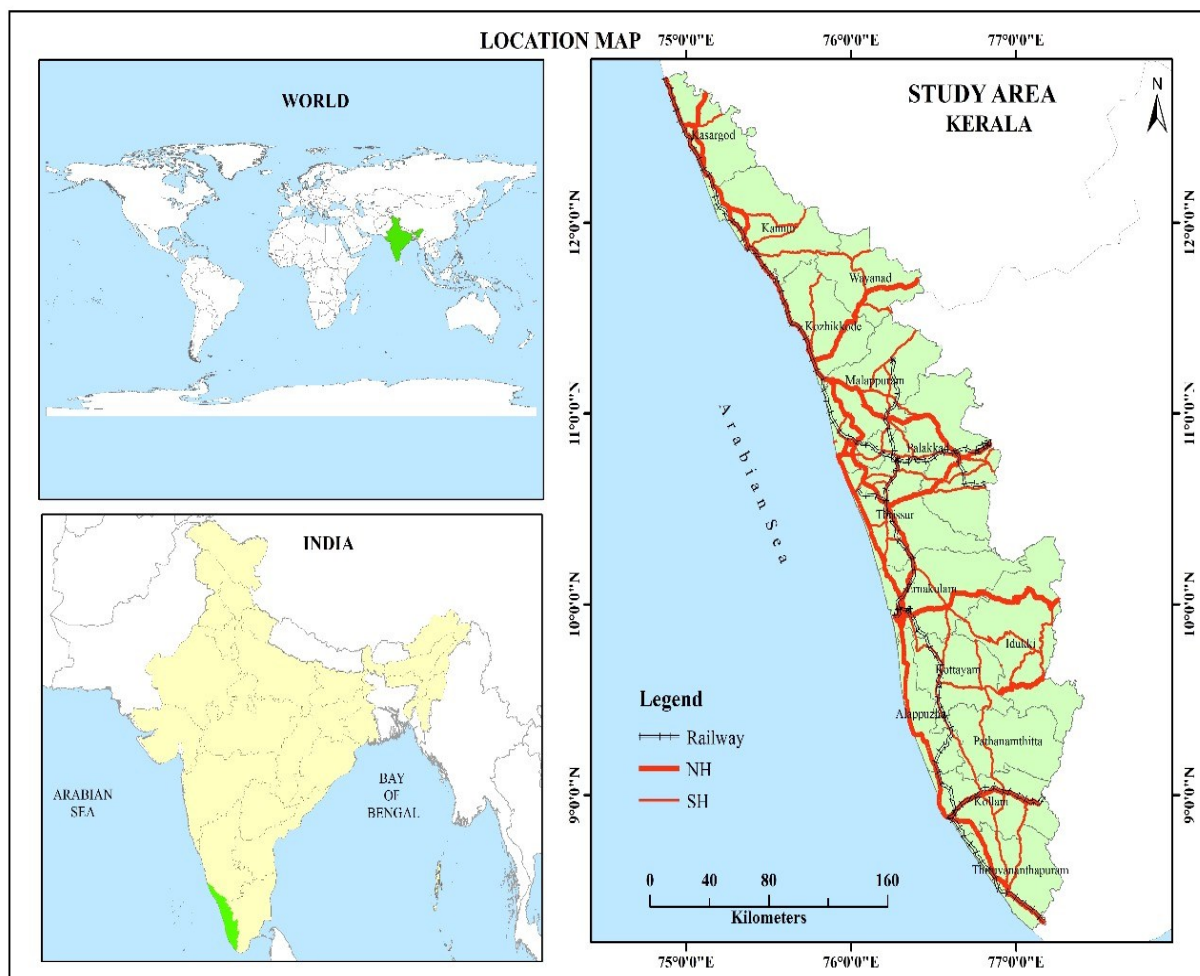 LOCATION MAP
WORLD
INDIA
ARABIAN
SEA
BAY
OF
BENGAL
75°0'0"E
76°0'0"E
77°0'0"E
STUDY AREA
KERALA
N
12°0'0"N
11°0'0"N
10°0'0"N
9°0'0"N
12°0'0"N
11°0'0"N
10°0'0"N
9°0'0"N
Kasargod
Kannur
Wayanad
Kozhikkode
Malappuram
Palakkad
Thrissur
Ernakulam
Idukki
Kottayam
Alappuzha
Pathanamthitta
Kollam
Thiruvananthapuram
Arabian Sea
Legend
Railway
NH
SH
0 40 80 160
Kilometers
75°0'0"E
76°0'0"E
77°0'0"E